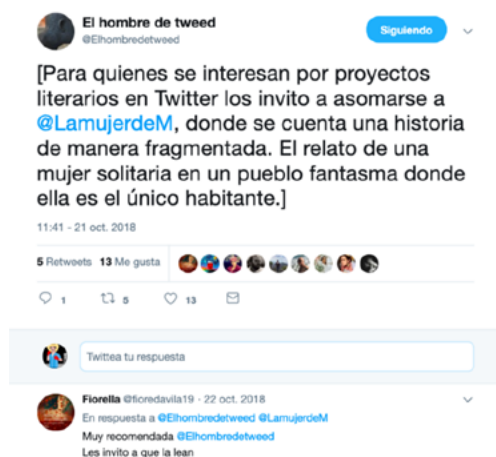 El hombre de tweed
@Elhombredetweed
Siguiendo
[Para quienes se interesan por proyectos
literarios en Twitter los invito a asomarse a
@LamujerdeM, donde se cuenta una historia
de manera fragmentada. El relato de una
mujer solitaria en un pueblo fantasma donde
ella es el único habitante.]
11:41 - 21 oct. 2018
5 Retweets 13 Me gusta
1 5 13
Twittea tu respuesta
Fiorella @fioredavila19 · 22 oct. 2018
En respuesta a @Elhombredetweed @LamujerdeM
Muy recomendada @Elhombredetweed
Les invito a que la lean